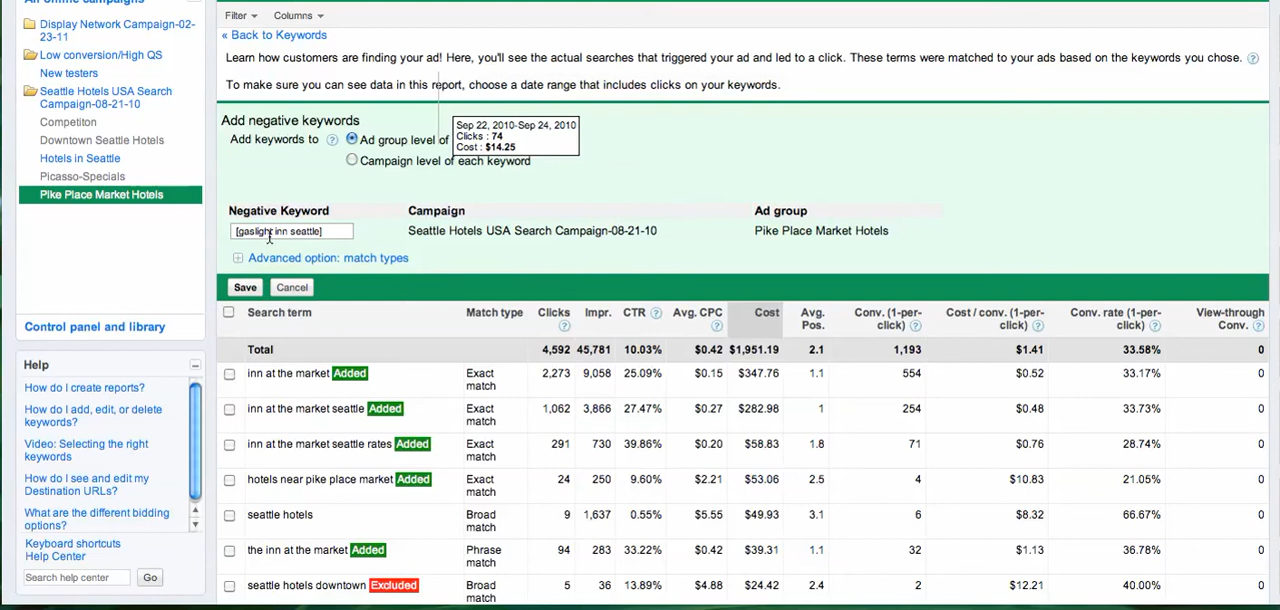 All online campaigns
Display Network Campaign-02-
23-11
Low conversion/High QS
New testers
Seattle Hotels USA Search
Campaign-08-21-10
Competiton
Downtown Seattle Hotels
Hotels in Seattle
Picasso-Specials
Pike Place Market Hotels
Control panel and library
Help
How do I create reports?
How do I add, edit, or delete
keywords?
Video: Selecting the right
keywords
How do I see and edit my
Destination URLs?
What are the different bidding
options?
Keyboard shortcuts
Help Center
Search help center Go
Filter Columns
« Back to Keywords
Learn how customers are finding your ad! Here, you'll see the actual searches that triggered your ad and led to a click. These terms were matched to your ads based on the keywords you chose. ?
To make sure you can see data in this report, choose a date range that includes clicks on your keywords.
Add negative keywords
Add keywords to ? Ad group level of
Sep 22, 2010-Sep 24, 2010
Clicks : 74
Cost : $14.25
Campaign level of each keyword
Negative Keyword Campaign Ad group
[gaslight inn seattle] Seattle Hotels USA Search Campaign-08-21-10 Pike Place Market Hotels
Advanced option: match types
Save Cancel
Search term Match type Clicks ? Impr. CTR ? Avg. CPC ? Cost Avg. Pos. Conv. (1-per-click) ? Cost / conv. (1-per-click) ? Conv. rate (1-per-click) ? View-through Conv. ?
Total 4,592 45,781 10.03% $0.42 $1,951.19 2.1 1,193 $1.41 33.58% 0
inn at the market Added Exact match 2,273 9,058 25.09% $0.15 $347.76 1.1 554 $0.52 33.17% 0
inn at the market seattle Added Exact match 1,062 3,866 27.47% $0.27 $282.98 1 254 $0.48 33.73% 0
inn at the market seattle rates Added Exact match 291 730 39.86% $0.20 $58.83 1.8 71 $0.76 28.74% 0
hotels near pike place market Added Exact match 24 250 9.60% $2.21 $53.06 2.5 4 $10.83 21.05% 0
seattle hotels Broad match 9 1,637 0.55% $5.55 $49.93 3.1 6 $8.32 66.67% 0
the inn at the market Added Phrase match 94 283 33.22% $0.42 $39.31 1.1 32 $1.13 36.78% 0
seattle hotels downtown Excluded Broad match 5 36 13.89% $4.88 $24.42 2.4 2 $12.21 40.00% 0